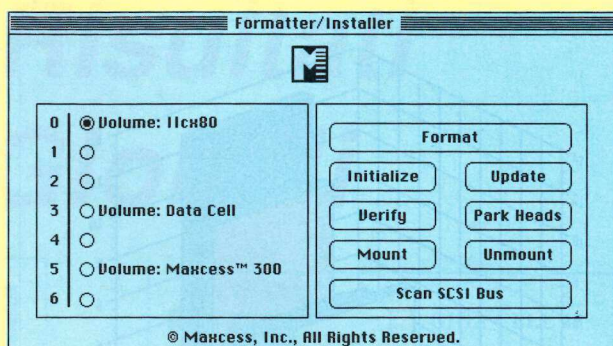 Formatter/Installer
M
0 Volume: IIcx80
1
2
3 Volume: Data Cell
4
5 Volume: Maxcess™ 300
6
Format
Initialize Update
Verify Park Heads
Mount Unmount
Scan SCSI Bus
© Maxcess, Inc., All Rights Reserved.